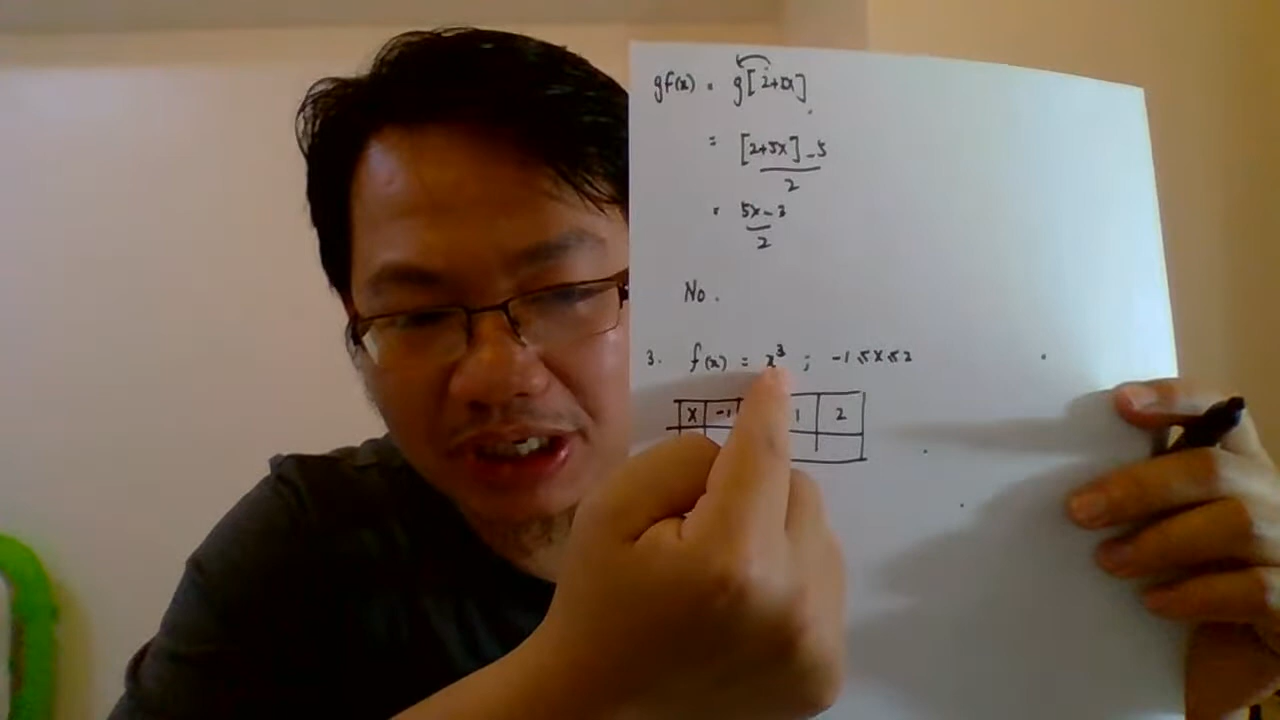 gf(x) = g[2+5x]
= [2+5x] - 5
2
= 5x - 3
2
No.
3. f(x) = x³ ; -1 ≤ x ≤ 2
x -1 1 2